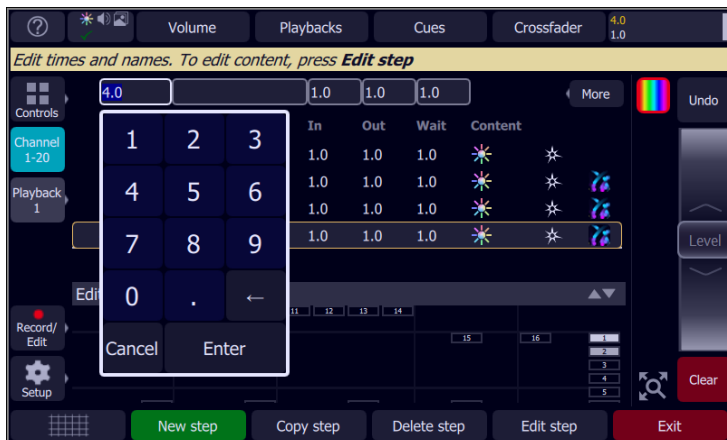 ?
Volume
Playbacks
Cues
Crossfader
4.0
1.0
Edit times and names. To edit content, press Edit step
Controls
4.0
1.0
1.0
1.0
More
Undo
Channel
1-20
In Out Wait Content
1.0 1.0 1.0
1.0 1.0 1.0
1.0 1.0 1.0
1.0 1.0 1.0
Playback
1
1 2 3
4 5 6
7 8 9
0 . ←
Cancel Enter
Level
Edi
11 12 13 14
15 16 1
2
3
4
5
Record/
Edit
Setup
Clear
New step
Copy step
Delete step
Edit step
Exit